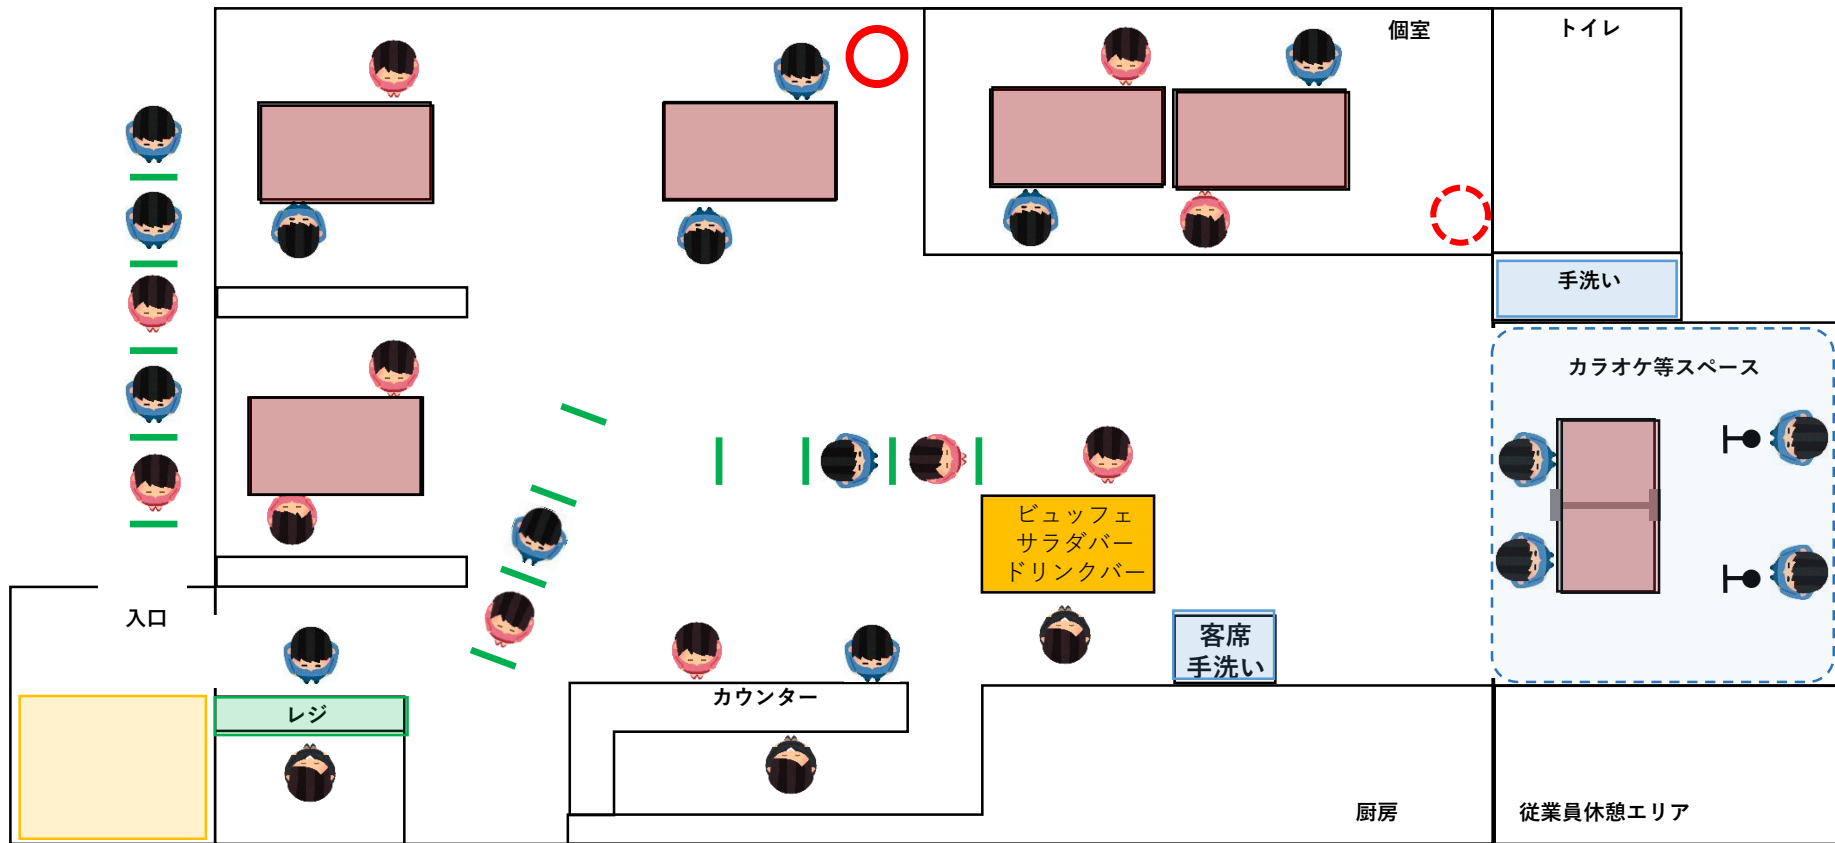 個室
トイレ
手洗い
カラオケ等スペース
ビュッフェ
サラダバー
ドリンクバー
入口
客席
手洗い
カウンター
レジ
厨房
従業員休憩エリア